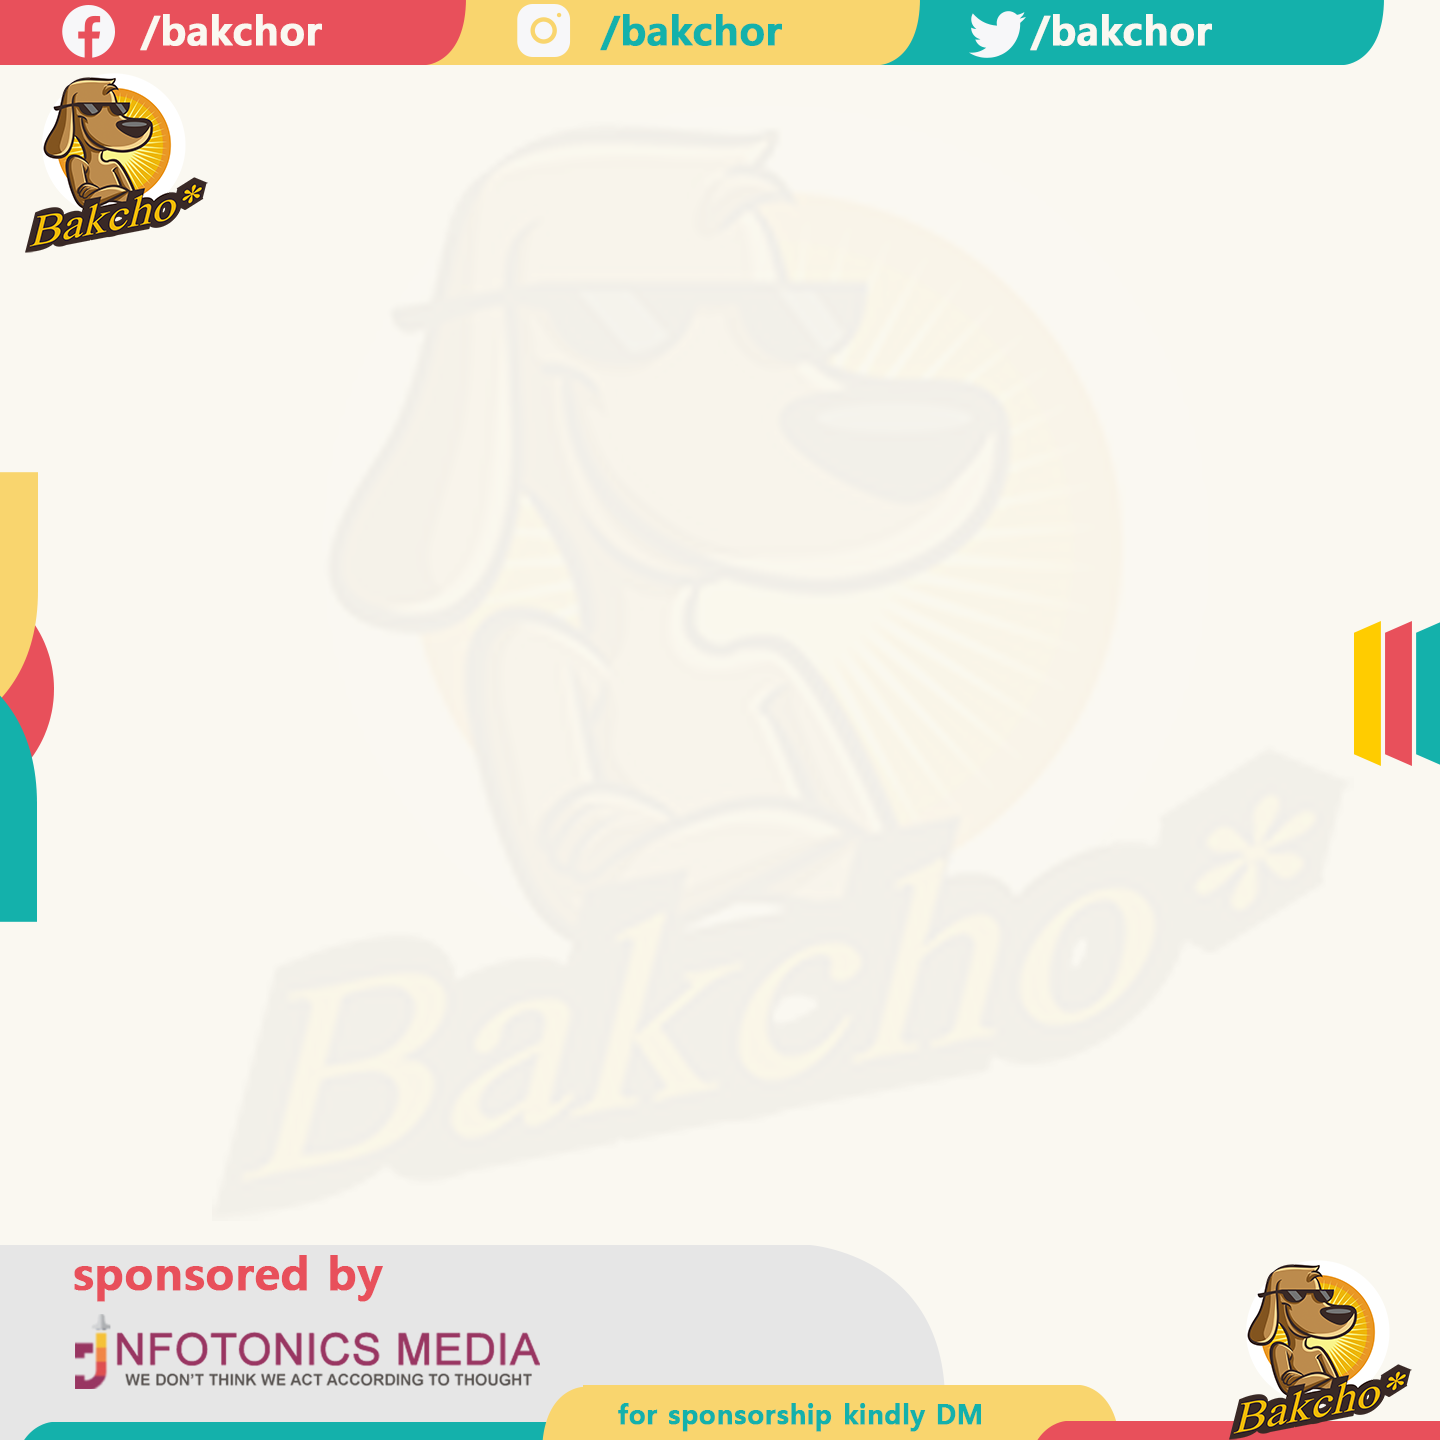 /bakchor /bakchor /bakchor
Bakcho*
Bakcho*
sponsored by
INFOTONICS MEDIA
WE DON'T THINK WE ACT ACCORDING TO THOUGHT
for sponsorship kindly DM
Bakcho*